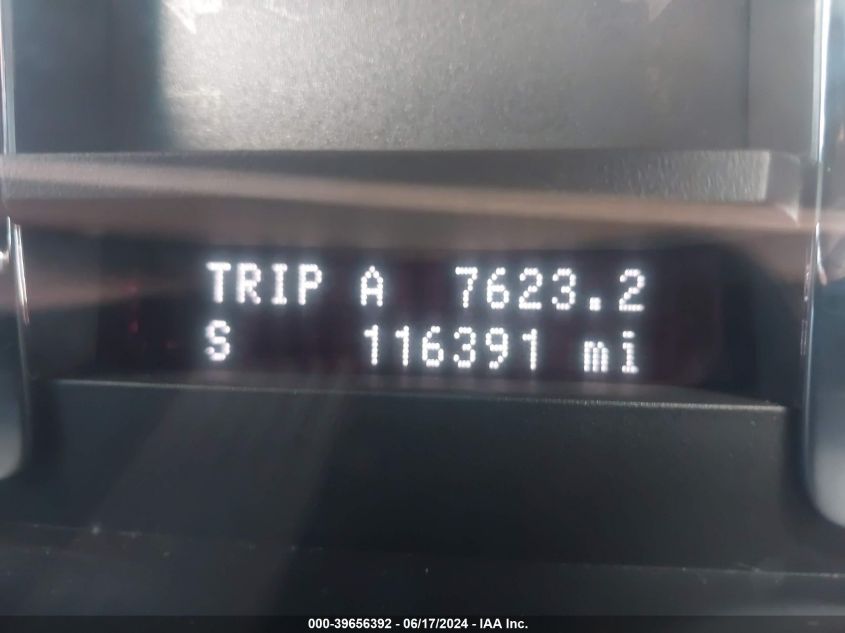 TRIP A 7623.2
S 116391 mi
000-39656392 - 06/17/2024 - IAA Inc.